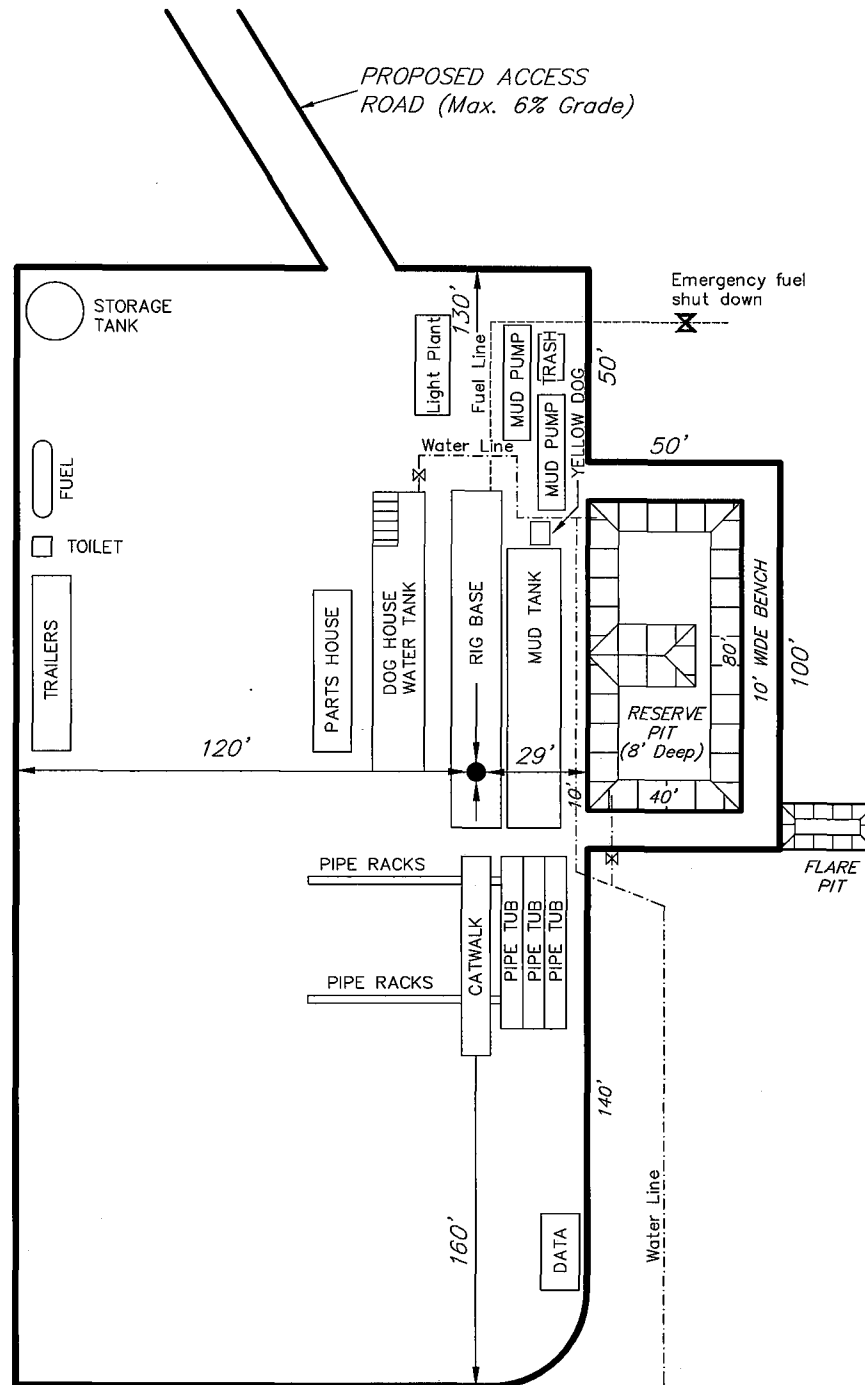 PROPOSED ACCESS
ROAD (Max. 6% Grade)
Emergency fuel
shut down
STORAGE
TANK
130'
50'
Light Plant
Fuel Line
MUD PUMP
TRASH
MUD PUMP
YELLOW DOG
Water Line
50'
FUEL
TOILET
TRAILERS
PARTS HOUSE
DOG HOUSE
WATER TANK
RIG BASE
MUD TANK
80'
10' WIDE BENCH
100'
RESERVE
PIT
(8' Deep)
120'
29'
10'
40'
FLARE
PIT
PIPE RACKS
CATWALK
PIPE TUB
PIPE TUB
PIPE TUB
PIPE RACKS
140'
160'
DATA
Water Line